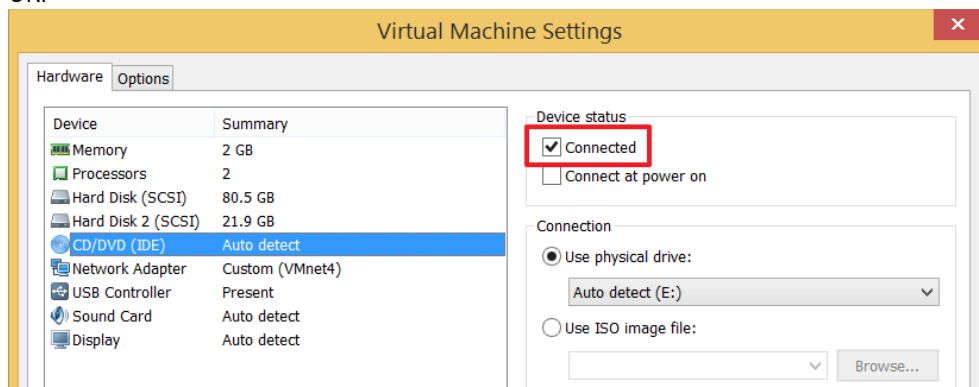 Virtual Machine Settings
Hardware Options
Device Summary
Memory 2 GB
Processors 2
Hard Disk (SCSI) 80.5 GB
Hard Disk 2 (SCSI) 21.9 GB
CD/DVD (IDE) Auto detect
Network Adapter Custom (VMnet4)
USB Controller Present
Sound Card Auto detect
Display Auto detect
Device status
Connected
Connect at power on
Connection
Use physical drive:
Auto detect (E:)
Use ISO image file:
Browse...